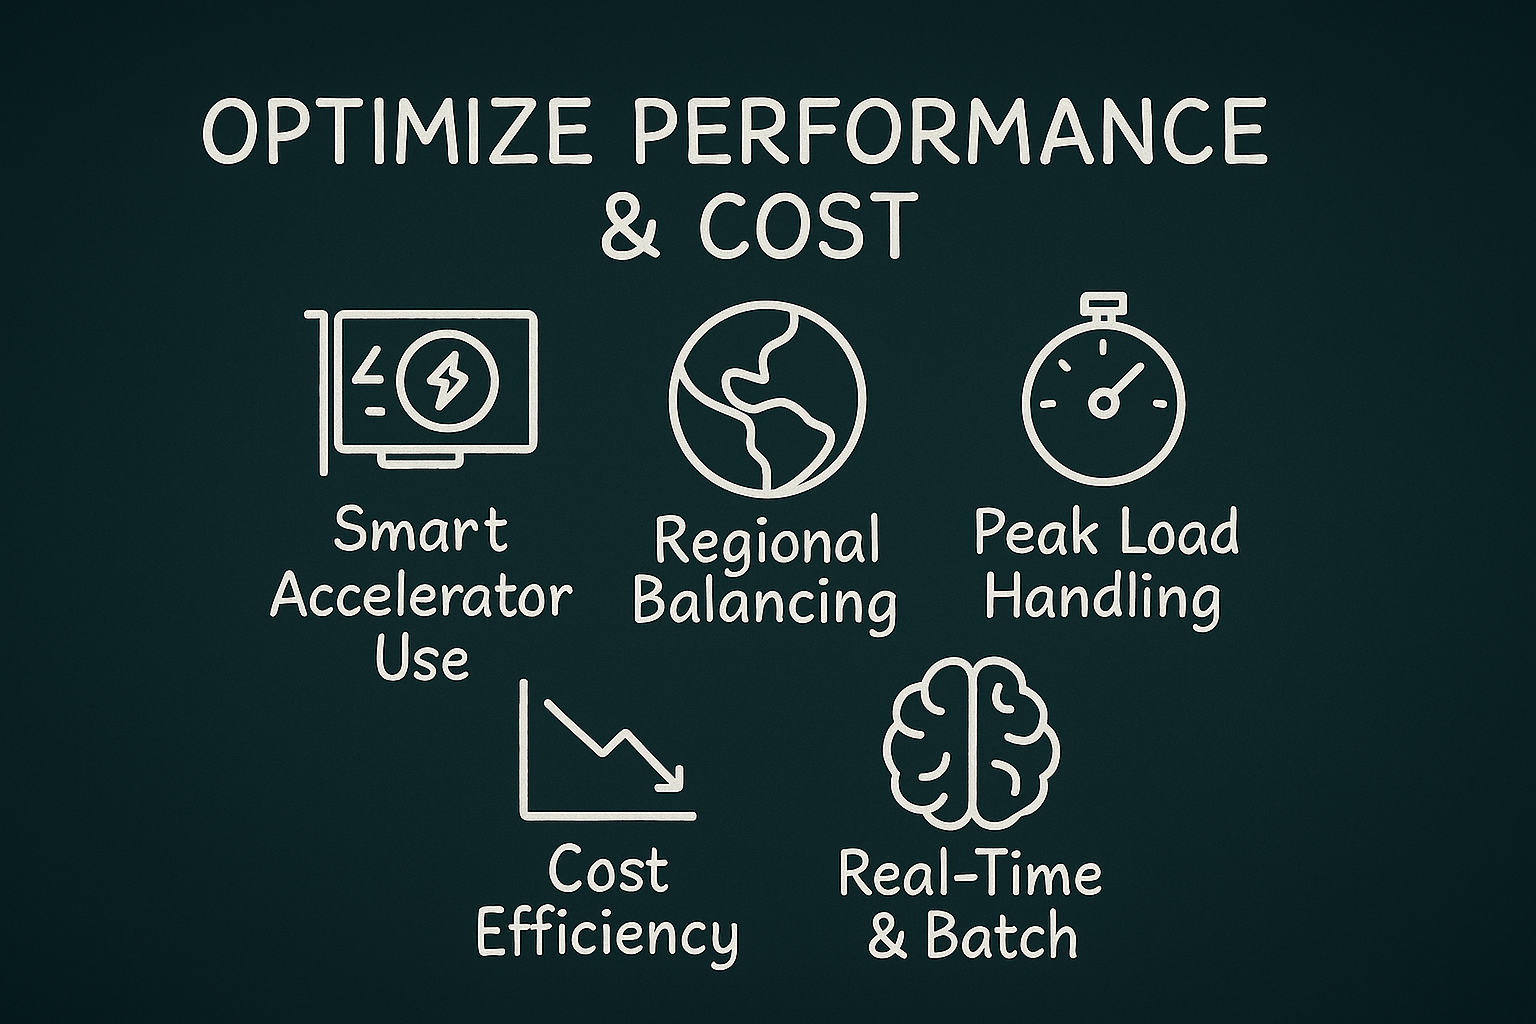 OPTIMIZE PERFORMANCE
& COST
Smart
Accelerator
Use
Regional
Balancing
Peak Load
Handling
Cost
Efficiency
Real-Time
& Batch